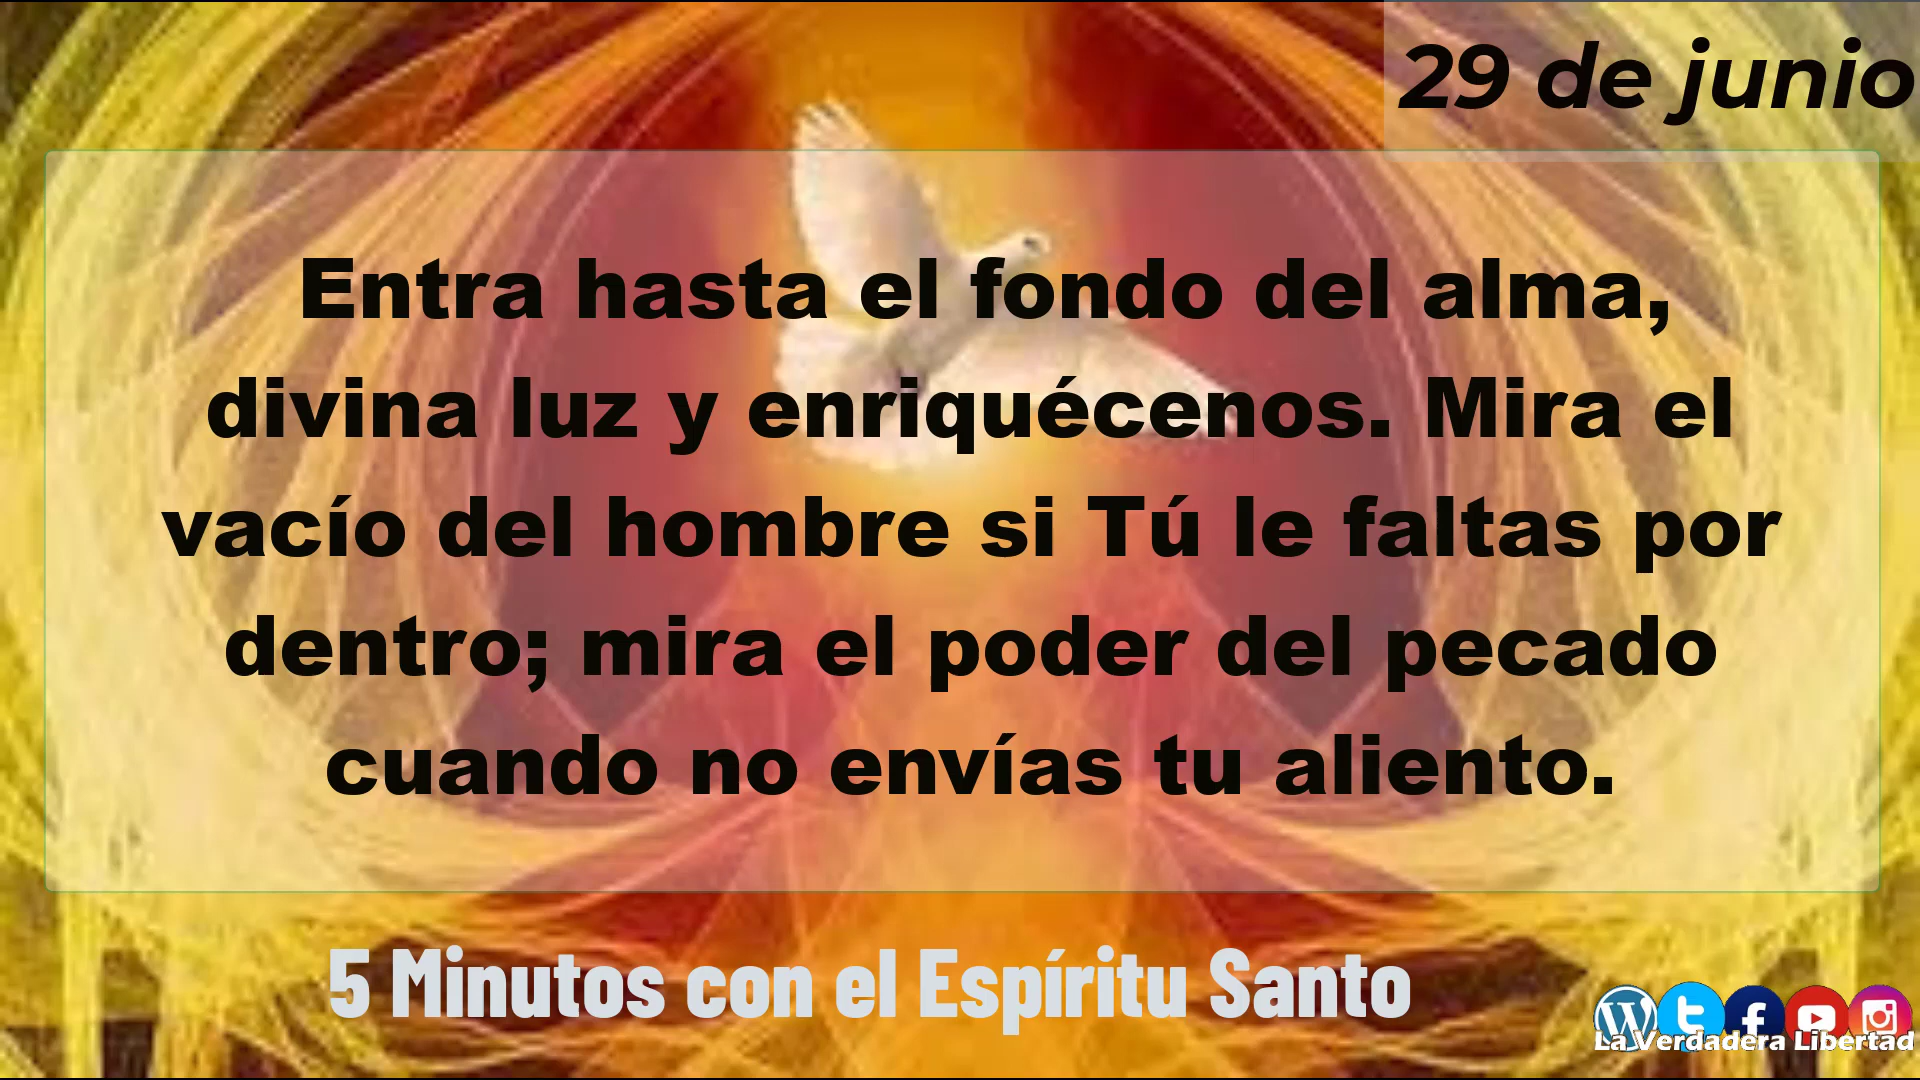 29 de junio
Entra hasta el fondo del alma,
divina luz y enriquécenos. Mira el
vacío del hombre si Tú le faltas por
dentro; mira el poder del pecado
cuando no envías tu aliento.
5 Minutos con el Espíritu Santo
La Verdadera Libertad